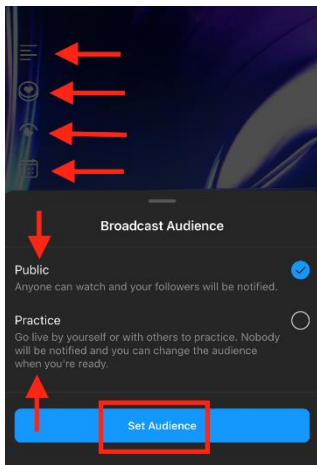 Broadcast Audience
Public
Anyone can watch and your followers will be notified.
Practice
Go live by yourself or with others to practice. Nobody
will be notified and you can change the audience
when you're ready.
Set Audience